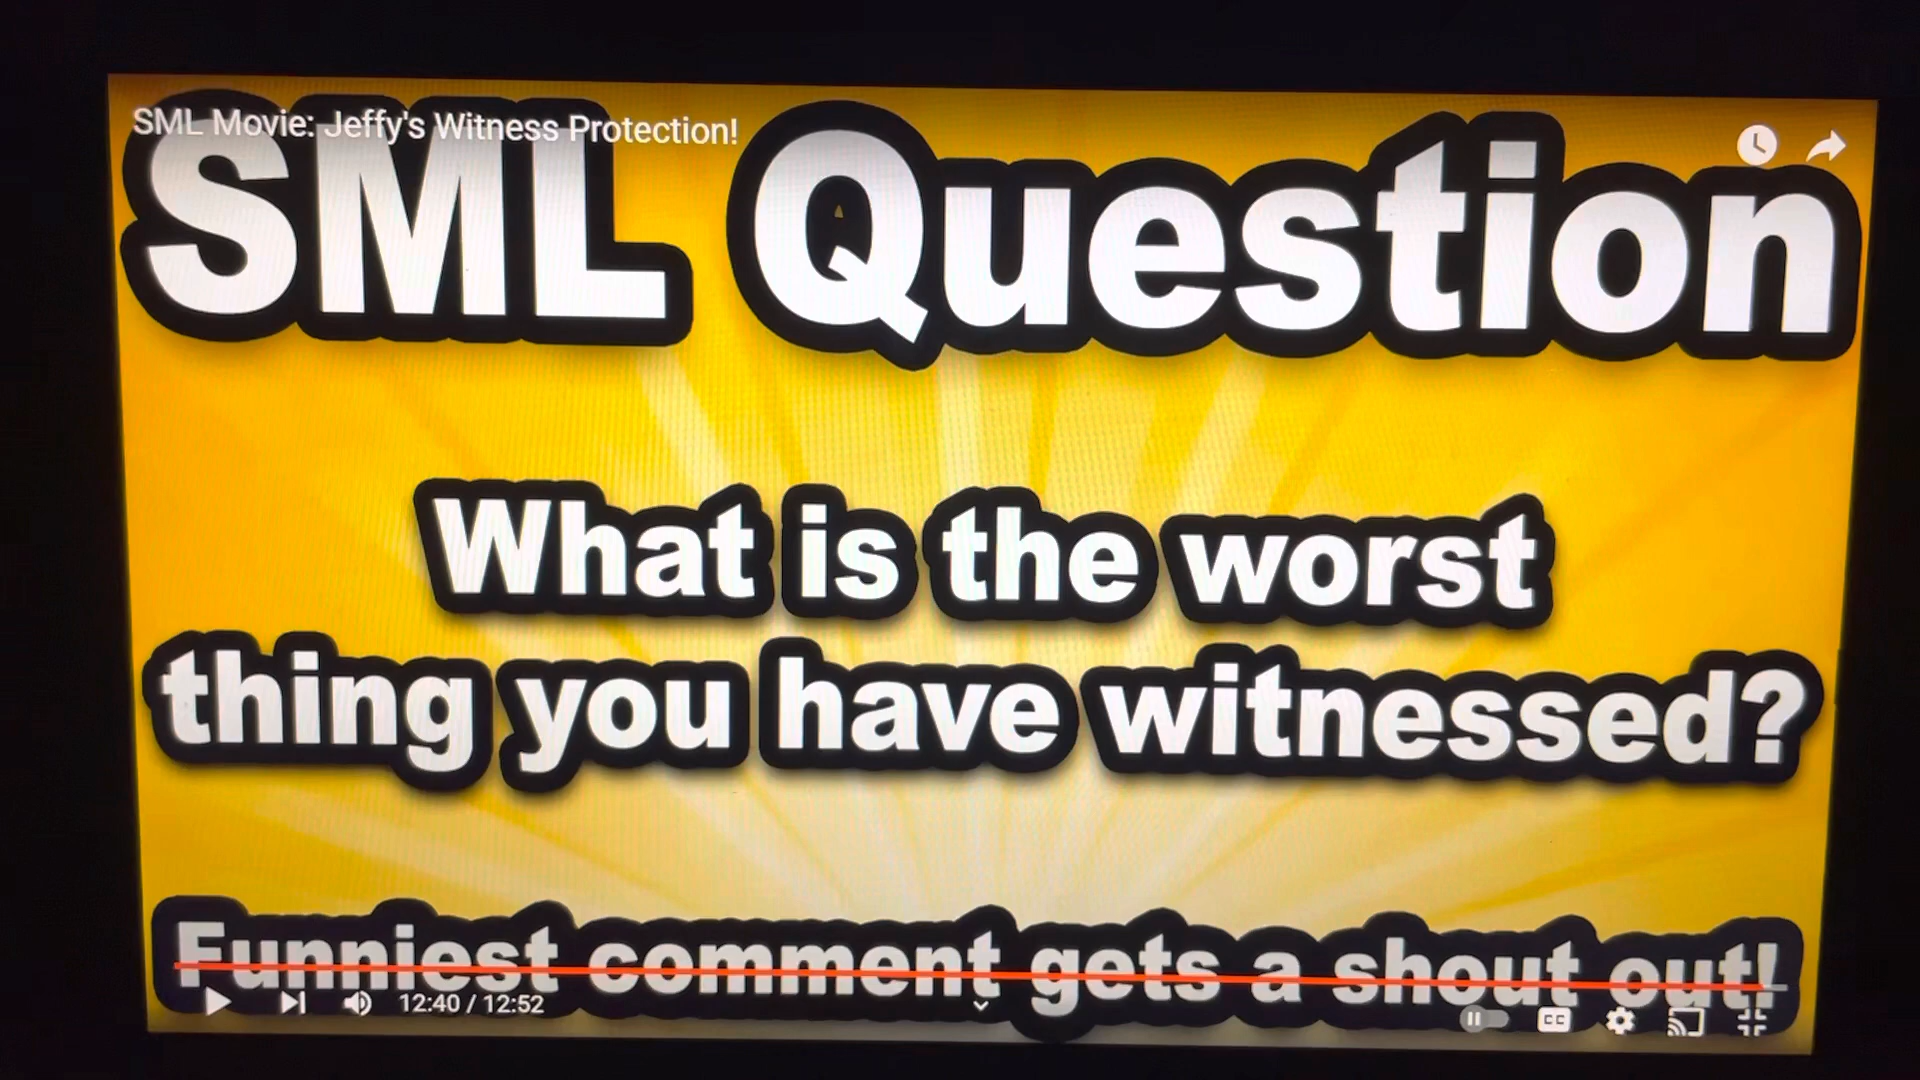 SML Movie: Jeffy's Witness Protection!
SML Question
What is the worst
thing you have witnessed?
Funniest comment gets a shout out!
12:40 / 12:52
CC